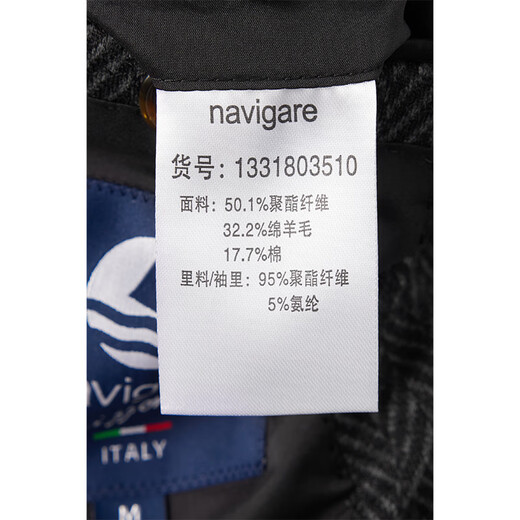 navigare
货号：1331803510
面料：50.1%聚酯纤维
32.2%绵羊毛
17.7%棉
里料/袖里：95%聚酯纤维
5%氨纶
ITALY
M